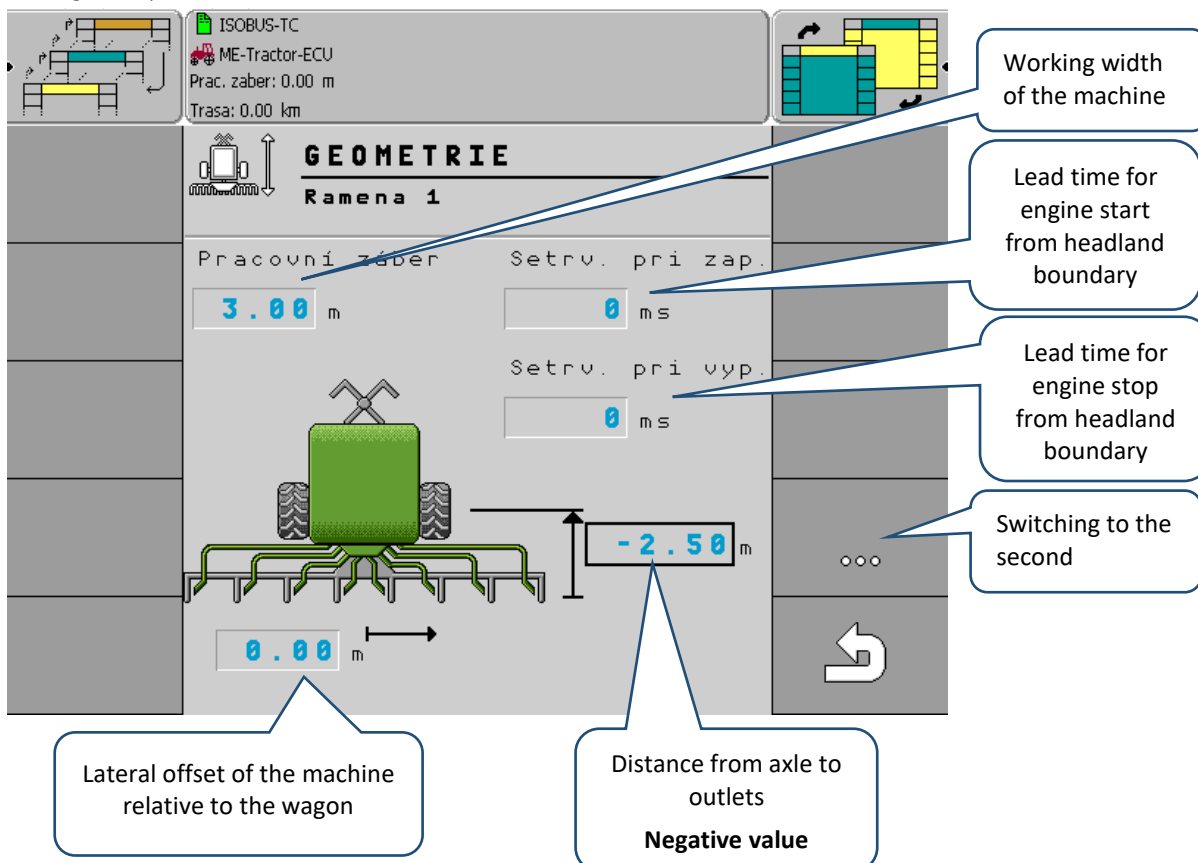 ISOBUS-TC
ME-Tractor-ECU
Prac. zaber: 0.00 m
Trasa: 0.00 km
GEOMETRIE
Ramena 1
Pracovní záber
3.00 m
Setrv. pri zap.
0 ms
Setrv. pri vyp.
0 ms
-2.50 m
0.00 m
Working width
of the machine
Lead time for
engine start
from headland
boundary
Lead time for
engine stop
from headland
boundary
Switching to the
second
Lateral offset of the machine
relative to the wagon
Distance from axle to
outlets
Negative value